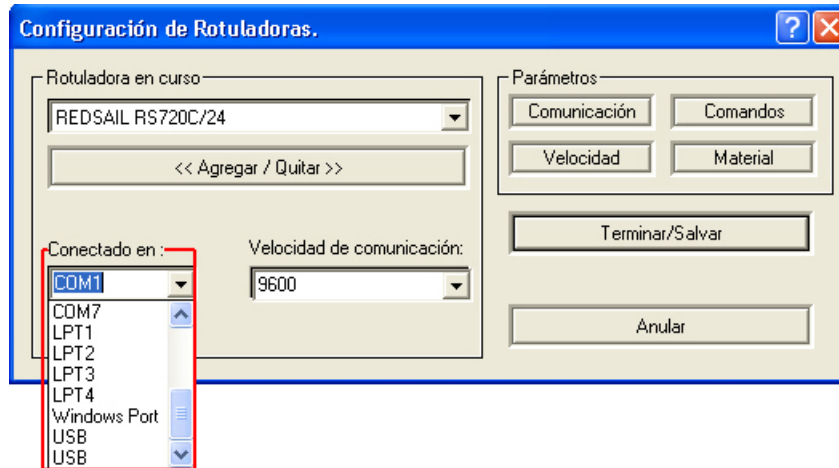 Configuración de Rotuladoras.
Rotuladora en curso
REDSAIL RS720C/24
<< Agregar / Quitar >>
Conectado en :
COM1
COM7
LPT1
LPT2
LPT3
LPT4
Windows Port
USB
USB
Velocidad de comunicación:
9600
Parámetros
Comunicación
Comandos
Velocidad
Material
Terminar/Salvar
Anular